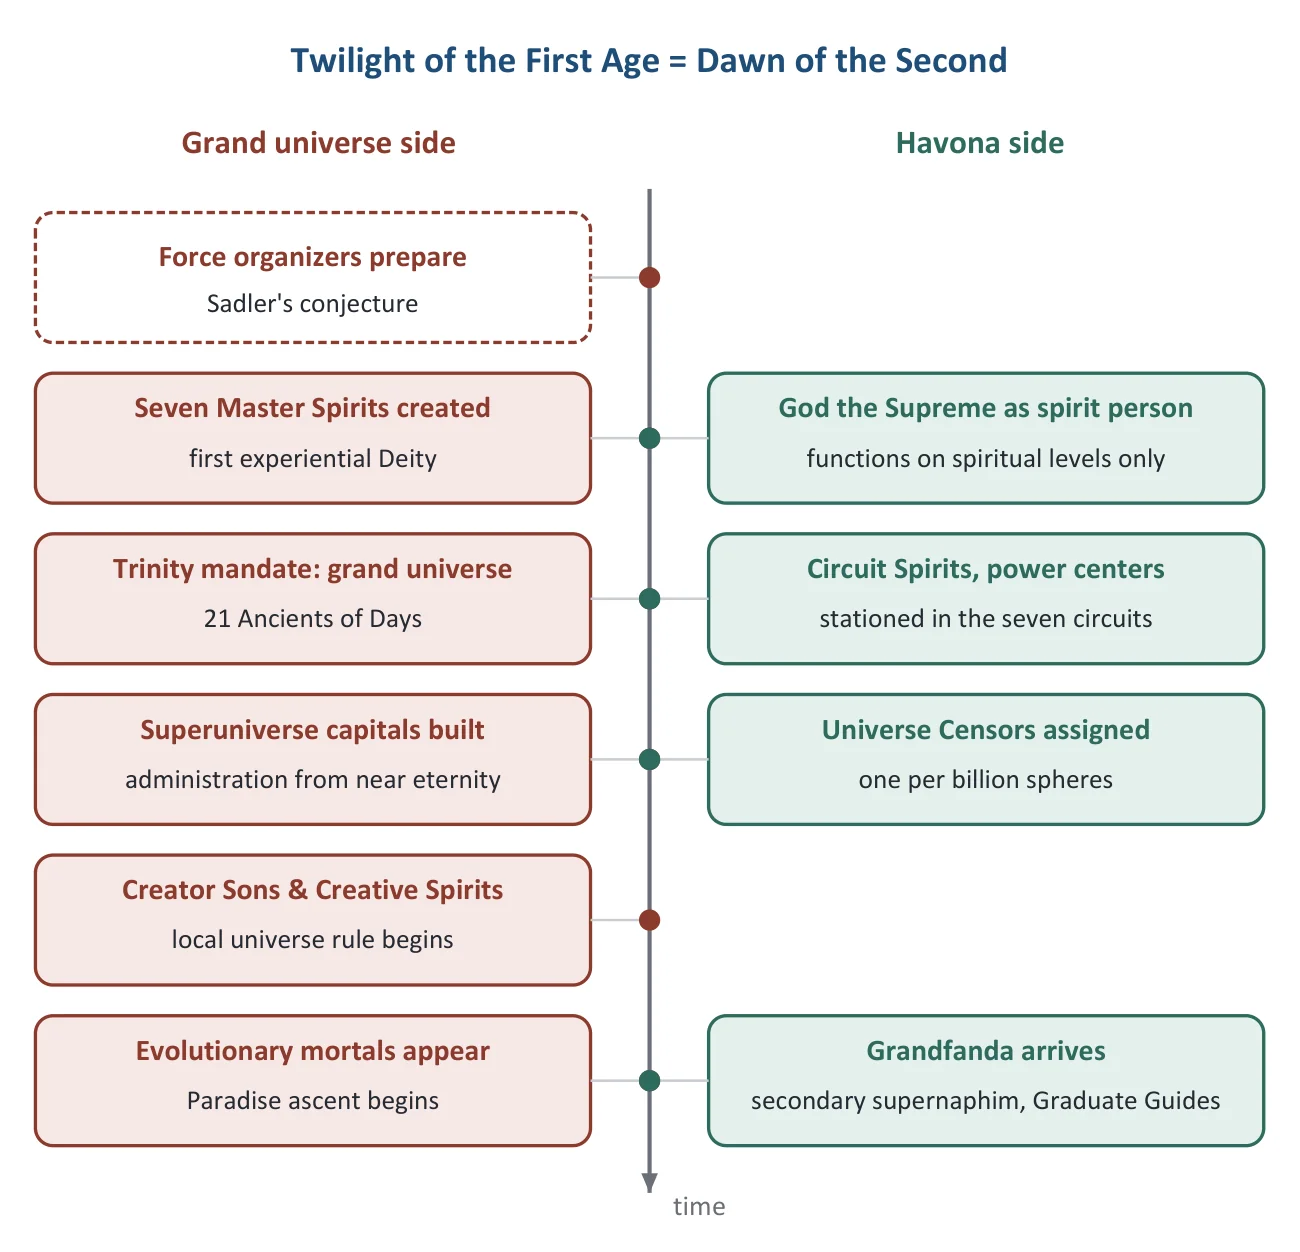 Twilight of the First Age = Dawn of the Second
Grand universe side
Havona side
Force organizers prepare
Sadler's conjecture
Seven Master Spirits created
first experiential Deity
God the Supreme as spirit person
functions on spiritual levels only
Trinity mandate: grand universe
21 Ancients of Days
Circuit Spirits, power centers
stationed in the seven circuits
Superuniverse capitals built
administration from near eternity
Universe Censors assigned
one per billion spheres
Creator Sons & Creative Spirits
local universe rule begins
Evolutionary mortals appear
Paradise ascent begins
Grandfanda arrives
secondary supernaphim, Graduate Guides
time